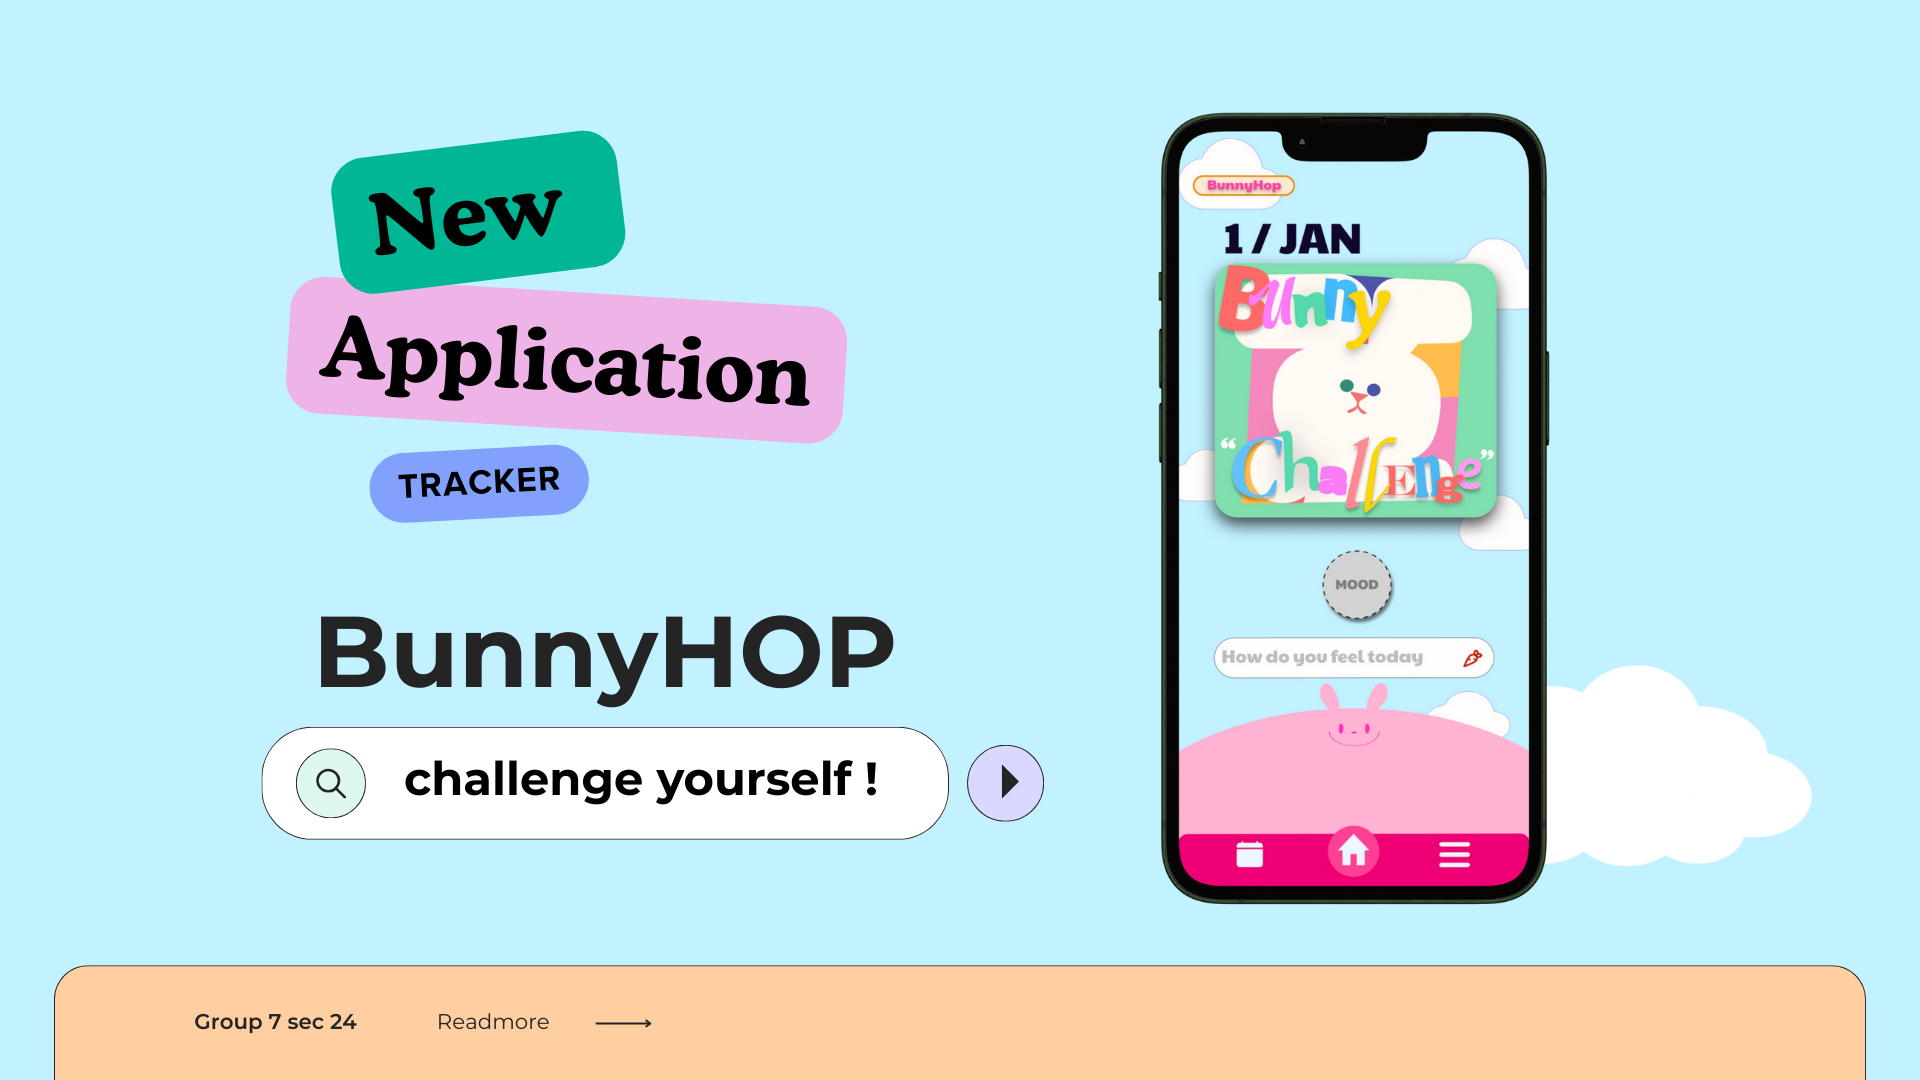 New
Application
TRACKER
BunnyHOP
challenge yourself !
BunnyHop
1 / JAN
Bunny
“Challenge”
MOOD
How do you feel today
Group 7 sec 24
Readmore